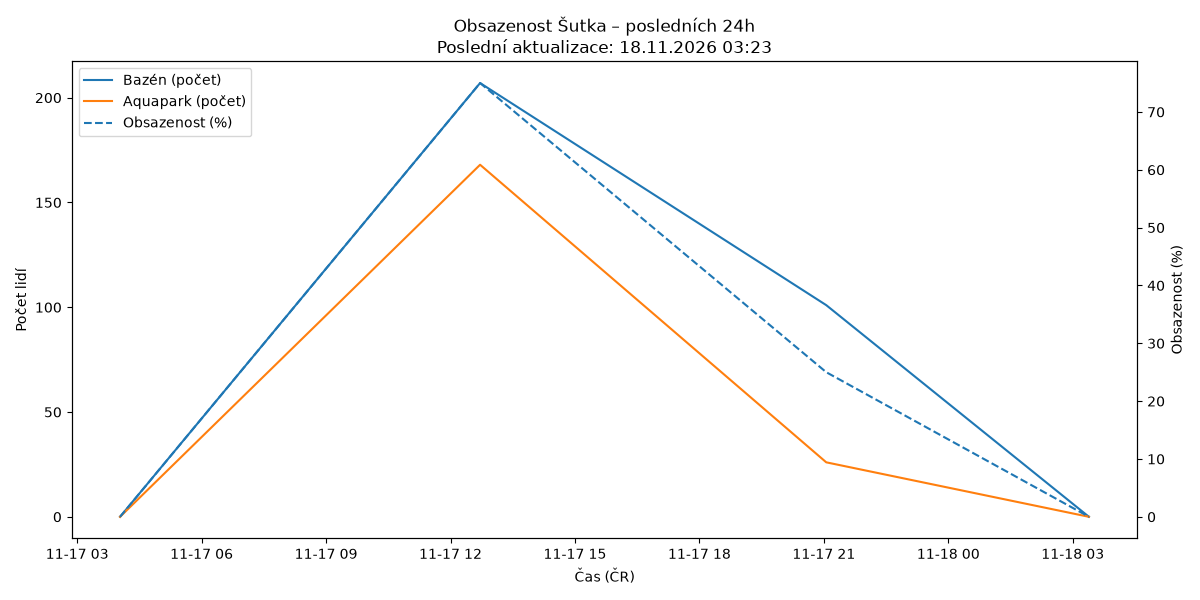 Obsazenost Šutka – posledních 24h
Poslední aktualizace: 18.11.2026 03:23
Bazén (počet)
Aquapark (počet)
Obsazenost (%)
Počet lidí
200
150
100
50
0
70
60
50
40
30
20
10
0
Obsazenost (%)
11-17 03
11-17 06
11-17 09
11-17 12
11-17 15
11-17 18
11-17 21
11-18 00
11-18 03
Čas (ČR)